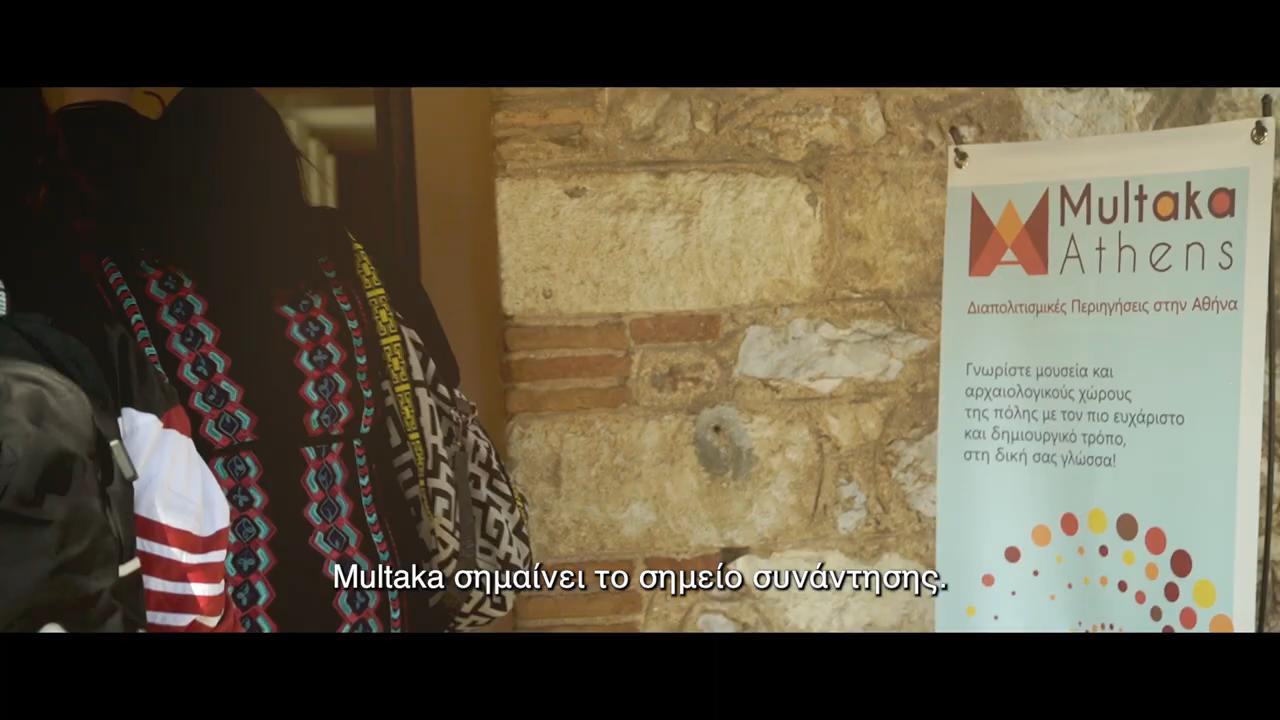 Multaka
Athens
Διαπολιτισμικές Περιηγήσεις στην Αθήνα
Γνωρίστε μουσεία και
αρχαιολογικούς χώρους
της πόλης με τον πιο ευχάριστο
και δημιουργικό τρόπο,
στη δική σας γλώσσα!
Multaka σημαίνει το σημείο συνάντησης.